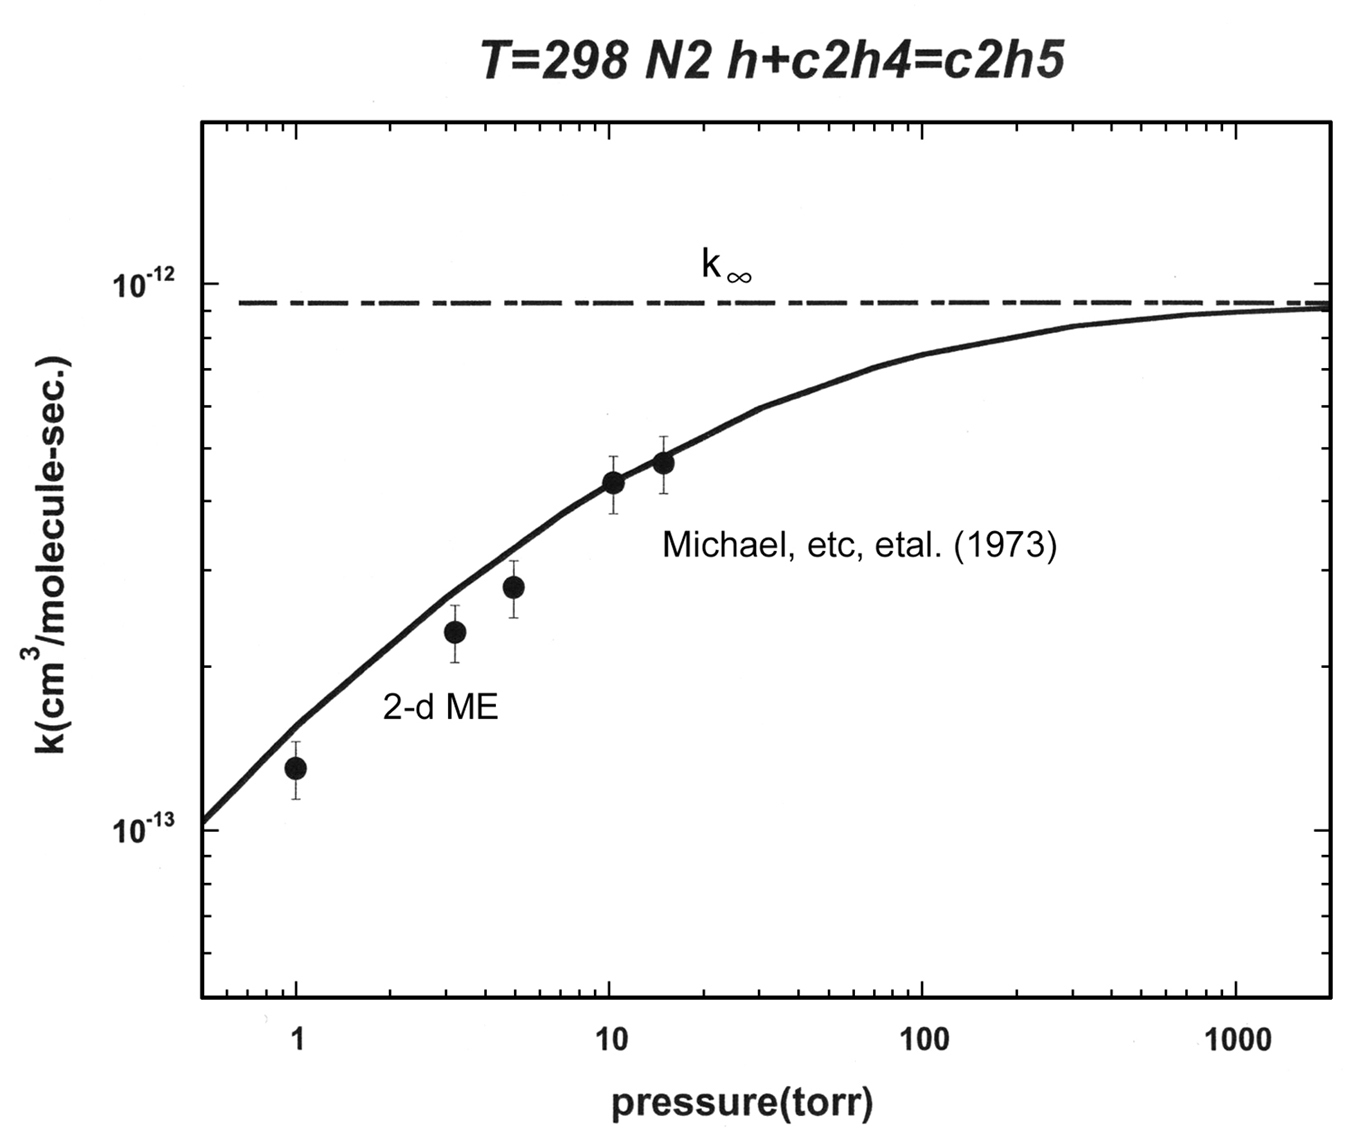 T=298 N2 h+c2h4=c2h5
k∞
10-12
Michael, etc, etal. (1973)
2-d ME
10-13
k(cm3/molecule-sec.)
1 10 100 1000
pressure(torr)